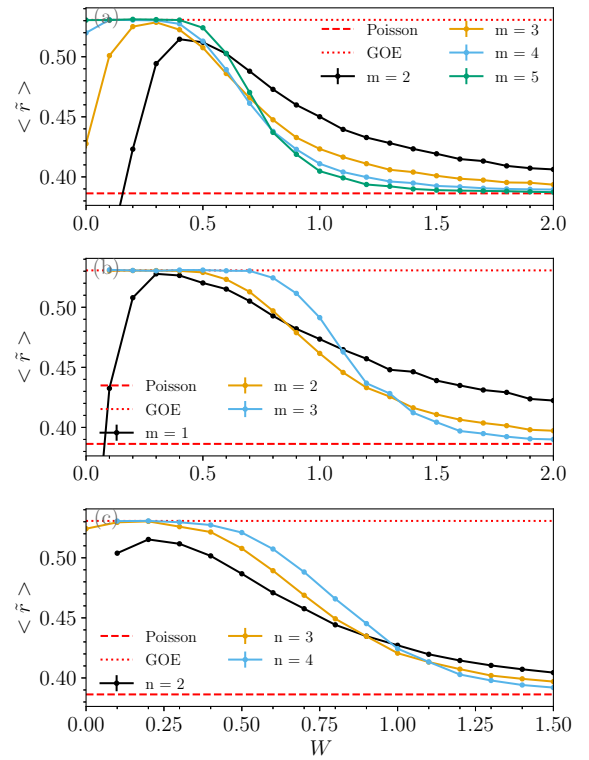 (a)
Poisson
GOE
m = 2
m = 3
m = 4
m = 5
0.55
0.45
0.40
< r̃ >
0.0 0.5 1.0 1.5 2.0
(b)
Poisson
GOE
m = 1
m = 2
m = 3
0.50
0.45
0.40
< r̃ >
0.0 0.5 1.0 1.5 2.0
(c)
Poisson
GOE
n = 2
n = 3
n = 4
0.50
0.45
0.40
< r̃ >
0.00 0.25 0.50 0.75 1.00 1.25 1.50
W